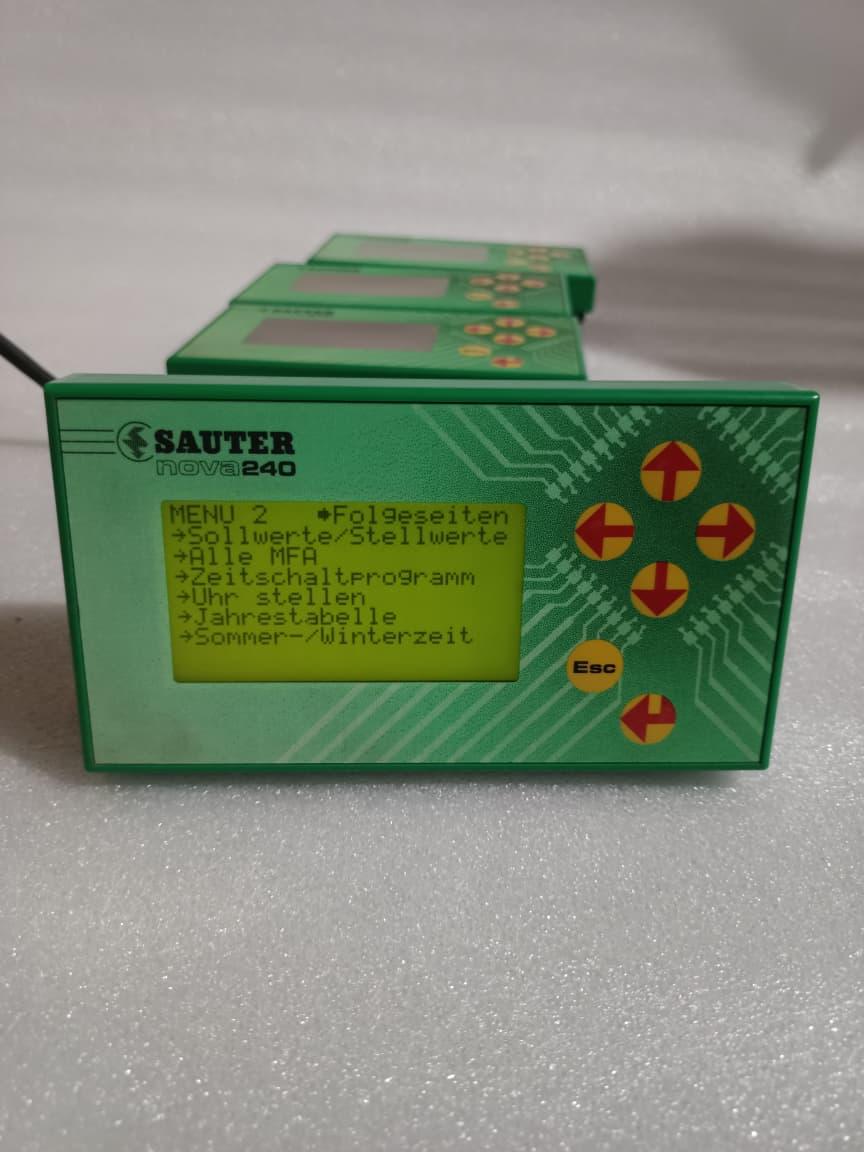 SAUTER
nova240
MENU 2 →Folgeseiten
→Sollwerte/Stellwerte
→Alle MFA
→Zeitschaltprogramm
→Uhr stellen
→Jahrestabelle
→Sommer-/Winterzeit
Esc